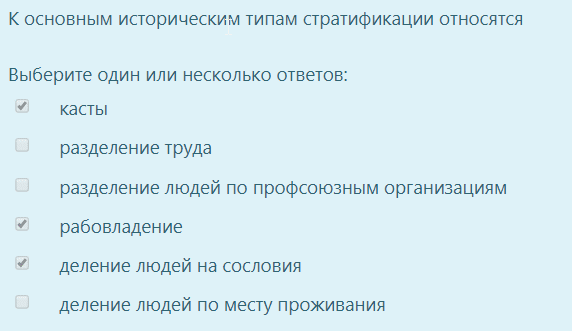 К основным историческим типам стратификации относятся
Выберите один или несколько ответов:
касты
разделение труда
разделение людей по профсоюзным организациям
рабовладение
деление людей на сословия
деление людей по месту проживания